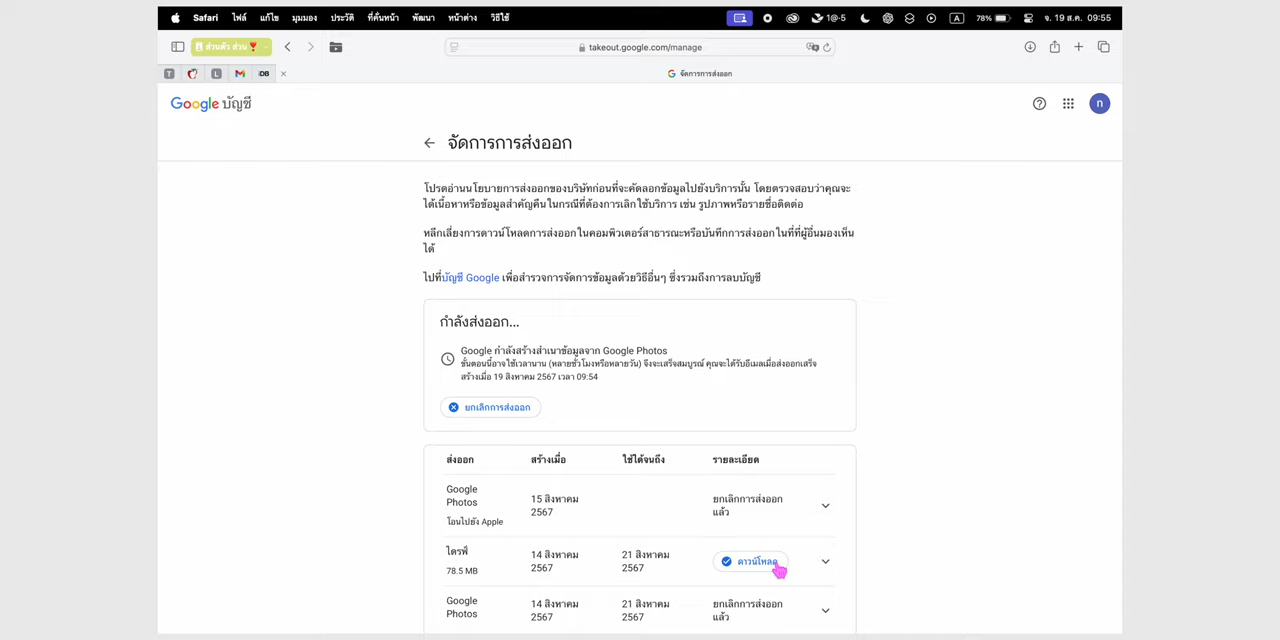 Safari ไฟล์ แก้ไข มุมมอง ประวัติ ที่คั่นหน้า พัฒนา หน้าต่าง วิธีใช้ 1@·5 A 78% จ. 19 ส.ค. 09:55
ส่วนตัว ส่วน takeout.google.com/manage
T L DB จัดการการส่งออก
Google บัญชี n
จัดการการส่งออก
โปรดอ่านนโยบายการส่งออกของบริษัทก่อนที่จะคัดลอกข้อมูลไปยังบริการนั้น โดยตรวจสอบว่าคุณจะ
ได้เนื้อหาหรือข้อมูลสำคัญคืนในกรณีที่ต้องการเลิกใช้บริการ เช่น รูปภาพหรือรายชื่อติดต่อ
หลีกเลี่ยงการดาวน์โหลดการส่งออกในคอมพิวเตอร์สาธารณะหรือบันทึกการส่งออกในที่ที่ผู้อื่นมองเห็น
ได้
ไปที่บัญชี Google เพื่อสำรวจการจัดการข้อมูลด้วยวิธีอื่นๆ ซึ่งรวมถึงการลบบัญชี
กำลังส่งออก...
Google กำลังสร้างสำเนาข้อมูลจาก Google Photos
ขั้นตอนนี้อาจใช้เวลานาน (หลายชั่วโมงหรือหลายวัน) จึงจะเสร็จสมบูรณ์ คุณจะได้รับอีเมลเมื่อส่งออกเสร็จ
สร้างเมื่อ 19 สิงหาคม 2567 เวลา 09:54
ยกเลิกการส่งออก
ส่งออก สร้างเมื่อ ใช้ได้จนถึง รายละเอียด
Google
Photos
โอนไปยัง Apple
15 สิงหาคม
2567
ยกเลิกการส่งออก
แล้ว
ไดรฟ์
78.5 MB
14 สิงหาคม
2567
21 สิงหาคม
2567
ดาวน์โหลด
Google
Photos
14 สิงหาคม
2567
21 สิงหาคม
2567
ยกเลิกการส่งออก
แล้ว